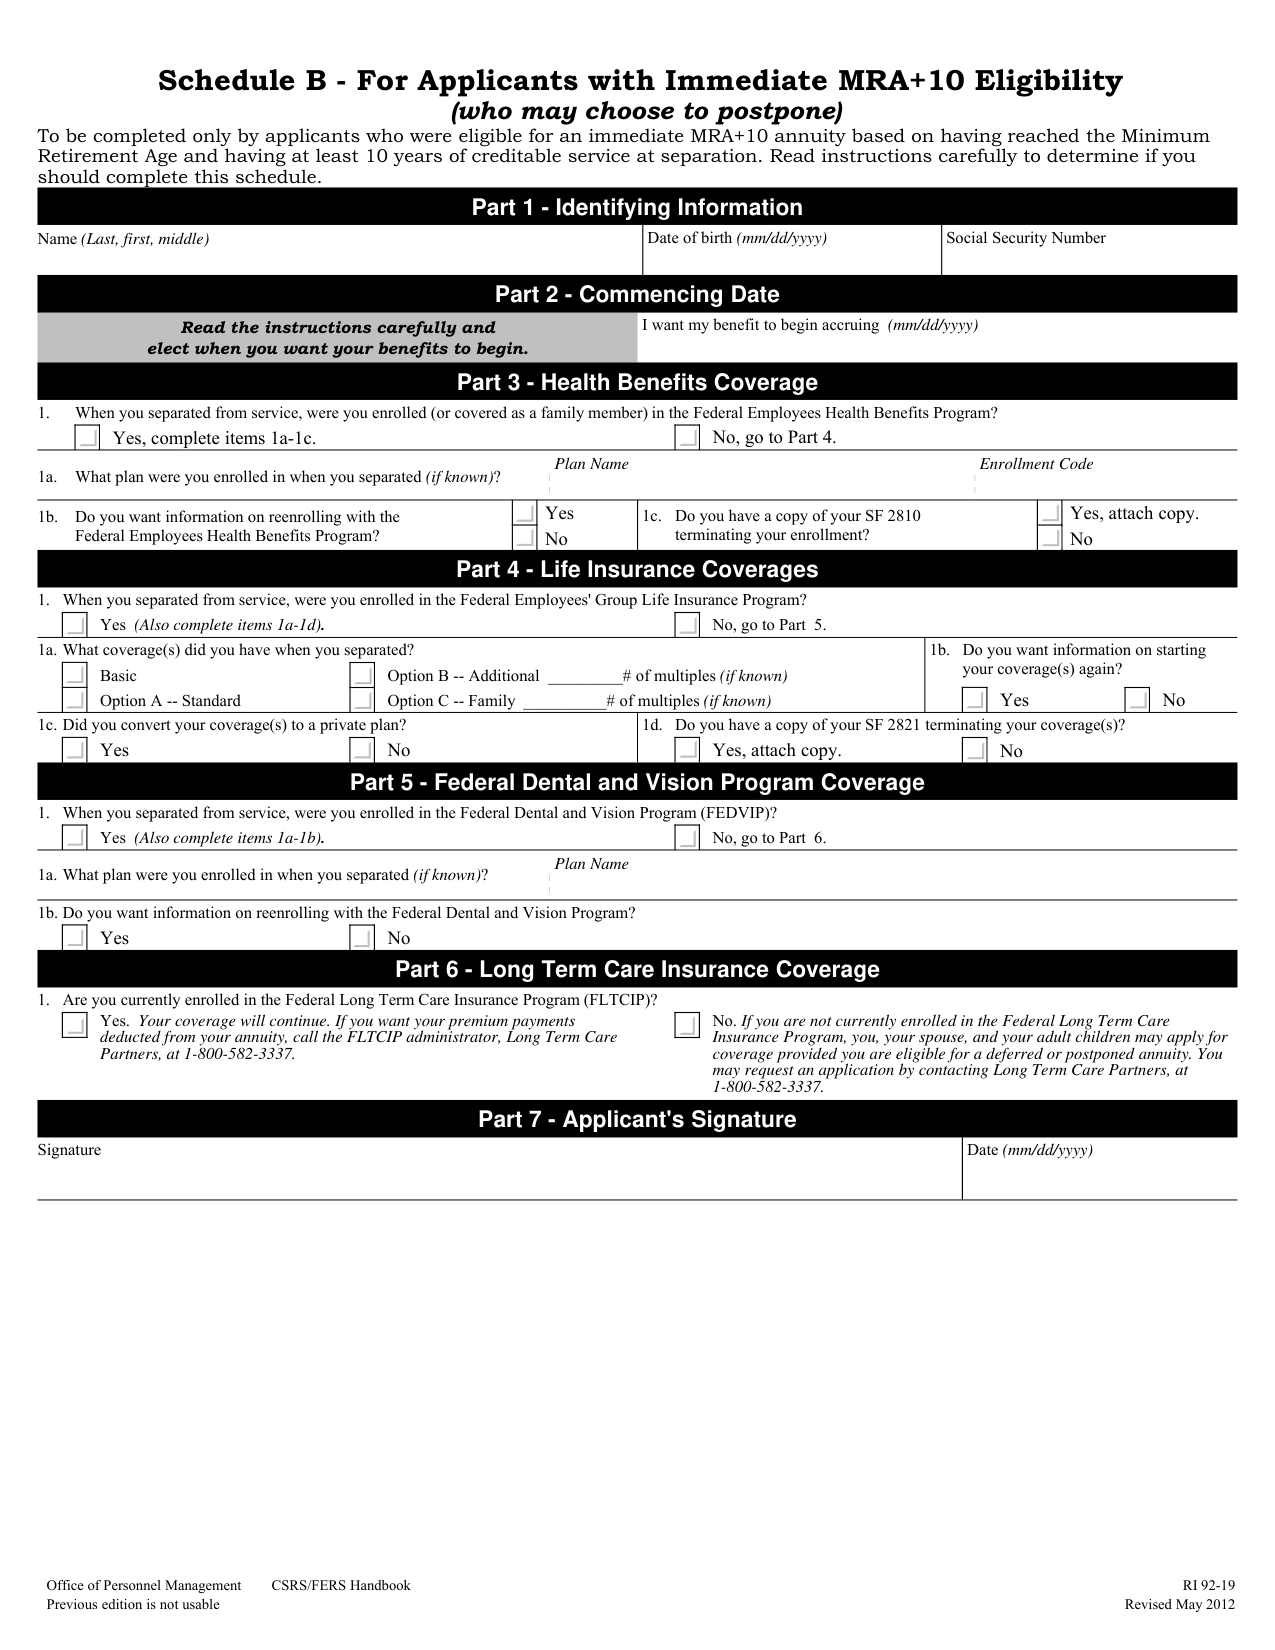 Schedule B - For Applicants with Immediate MRA+10 Eligibility
(who may choose to postpone)
To be completed only by applicants who were eligible for an immediate MRA+10 annuity based on having reached the Minimum
Retirement Age and having at least 10 years of creditable service at separation. Read instructions carefully to determine if you
should complete this schedule.
Part 1 - Identifying Information
Name (Last, first, middle)
Date of birth (mm/dd/yyyy)
Social Security Number
Part 2 - Commencing Date
Read the instructions carefully and
elect when you want your benefits to begin.
I want my benefit to begin accruing (mm/dd/yyyy)
Part 3 - Health Benefits Coverage
1. When you separated from service, were you enrolled (or covered as a family member) in the Federal Employees Health Benefits Program?
Yes, complete items 1a-1c.
No, go to Part 4.
1a. What plan were you enrolled in when you separated (if known)?
Plan Name
Enrollment Code
1b. Do you want information on reenrolling with the
Federal Employees Health Benefits Program?
Yes
No
1c. Do you have a copy of your SF 2810
terminating your enrollment?
Yes, attach copy.
No
Part 4 - Life Insurance Coverages
1. When you separated from service, were you enrolled in the Federal Employees' Group Life Insurance Program?
Yes (Also complete items 1a-1d).
No, go to Part 5.
1a. What coverage(s) did you have when you separated?
Basic
Option B -- Additional _________# of multiples (if known)
Option A -- Standard
Option C -- Family __________# of multiples (if known)
1b. Do you want information on starting
your coverage(s) again?
Yes
No
1c. Did you convert your coverage(s) to a private plan?
Yes
No
1d. Do you have a copy of your SF 2821 terminating your coverage(s)?
Yes, attach copy.
No
Part 5 - Federal Dental and Vision Program Coverage
1. When you separated from service, were you enrolled in the Federal Dental and Vision Program (FEDVIP)?
Yes (Also complete items 1a-1b).
No, go to Part 6.
1a. What plan were you enrolled in when you separated (if known)?
Plan Name
1b. Do you want information on reenrolling with the Federal Dental and Vision Program?
Yes
No
Part 6 - Long Term Care Insurance Coverage
1. Are you currently enrolled in the Federal Long Term Care Insurance Program (FLTCIP)?
Yes. Your coverage will continue. If you want your premium payments
deducted from your annuity, call the FLTCIP administrator, Long Term Care
Partners, at 1-800-582-3337.
No. If you are not currently enrolled in the Federal Long Term Care
Insurance Program, you, your spouse, and your adult children may apply for
coverage provided you are eligible for a deferred or postponed annuity. You
may request an application by contacting Long Term Care Partners, at
1-800-582-3337.
Part 7 - Applicant's Signature
Signature
Date (mm/dd/yyyy)
Office of Personnel Management CSRS/FERS Handbook
Previous edition is not usable
RI 92-19
Revised May 2012